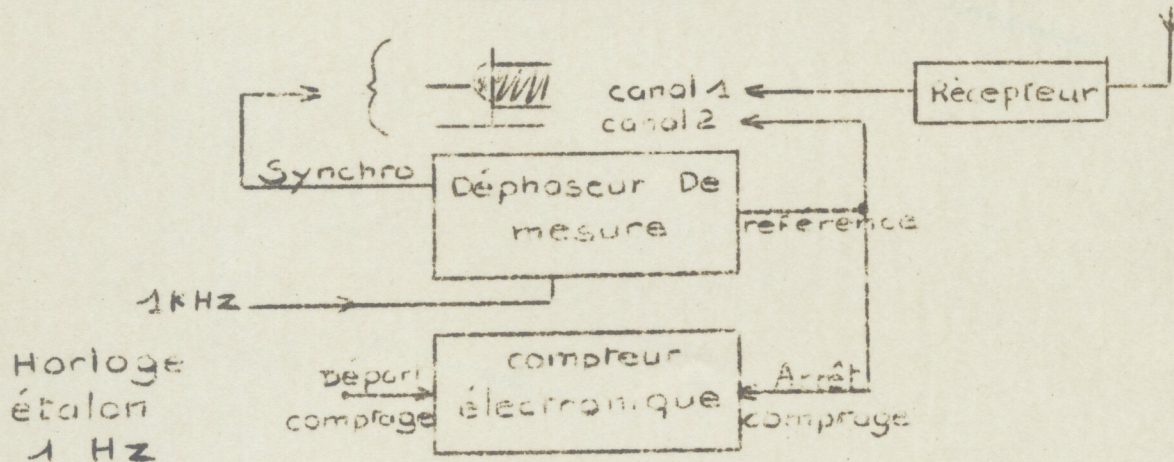 canal 1
Récepteur
canal 2
Synchro
Déphaseur De
mesure
reference
1 KHz
Horloge
étalon
1 Hz
Départ
comptage
compteur
électronique
Arrêt
comptage